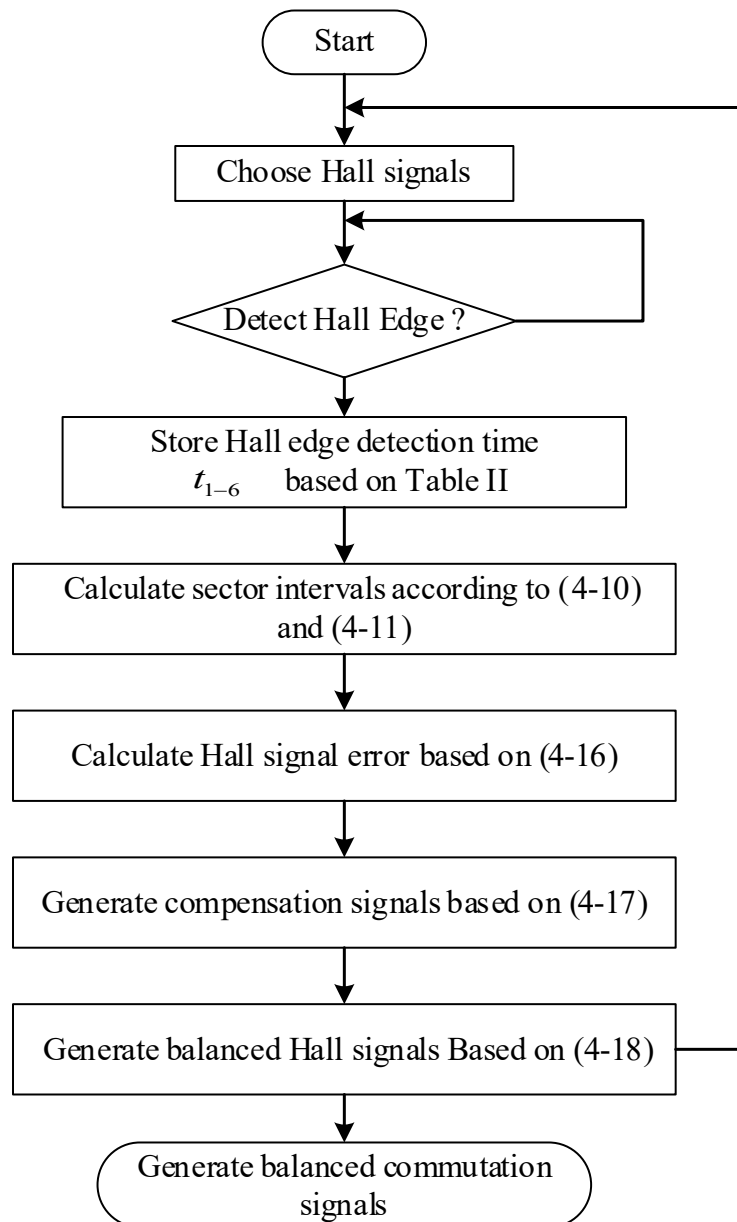 Start
Choose Hall signals
Detect Hall Edge ?
Store Hall edge detection time
t1–6 based on Table II
Calculate sector intervals according to (4-10)
and (4-11)
Calculate Hall signal error based on (4-16)
Generate compensation signals based on (4-17)
Generate balanced Hall signals Based on (4-18)
Generate balanced commutation
signals